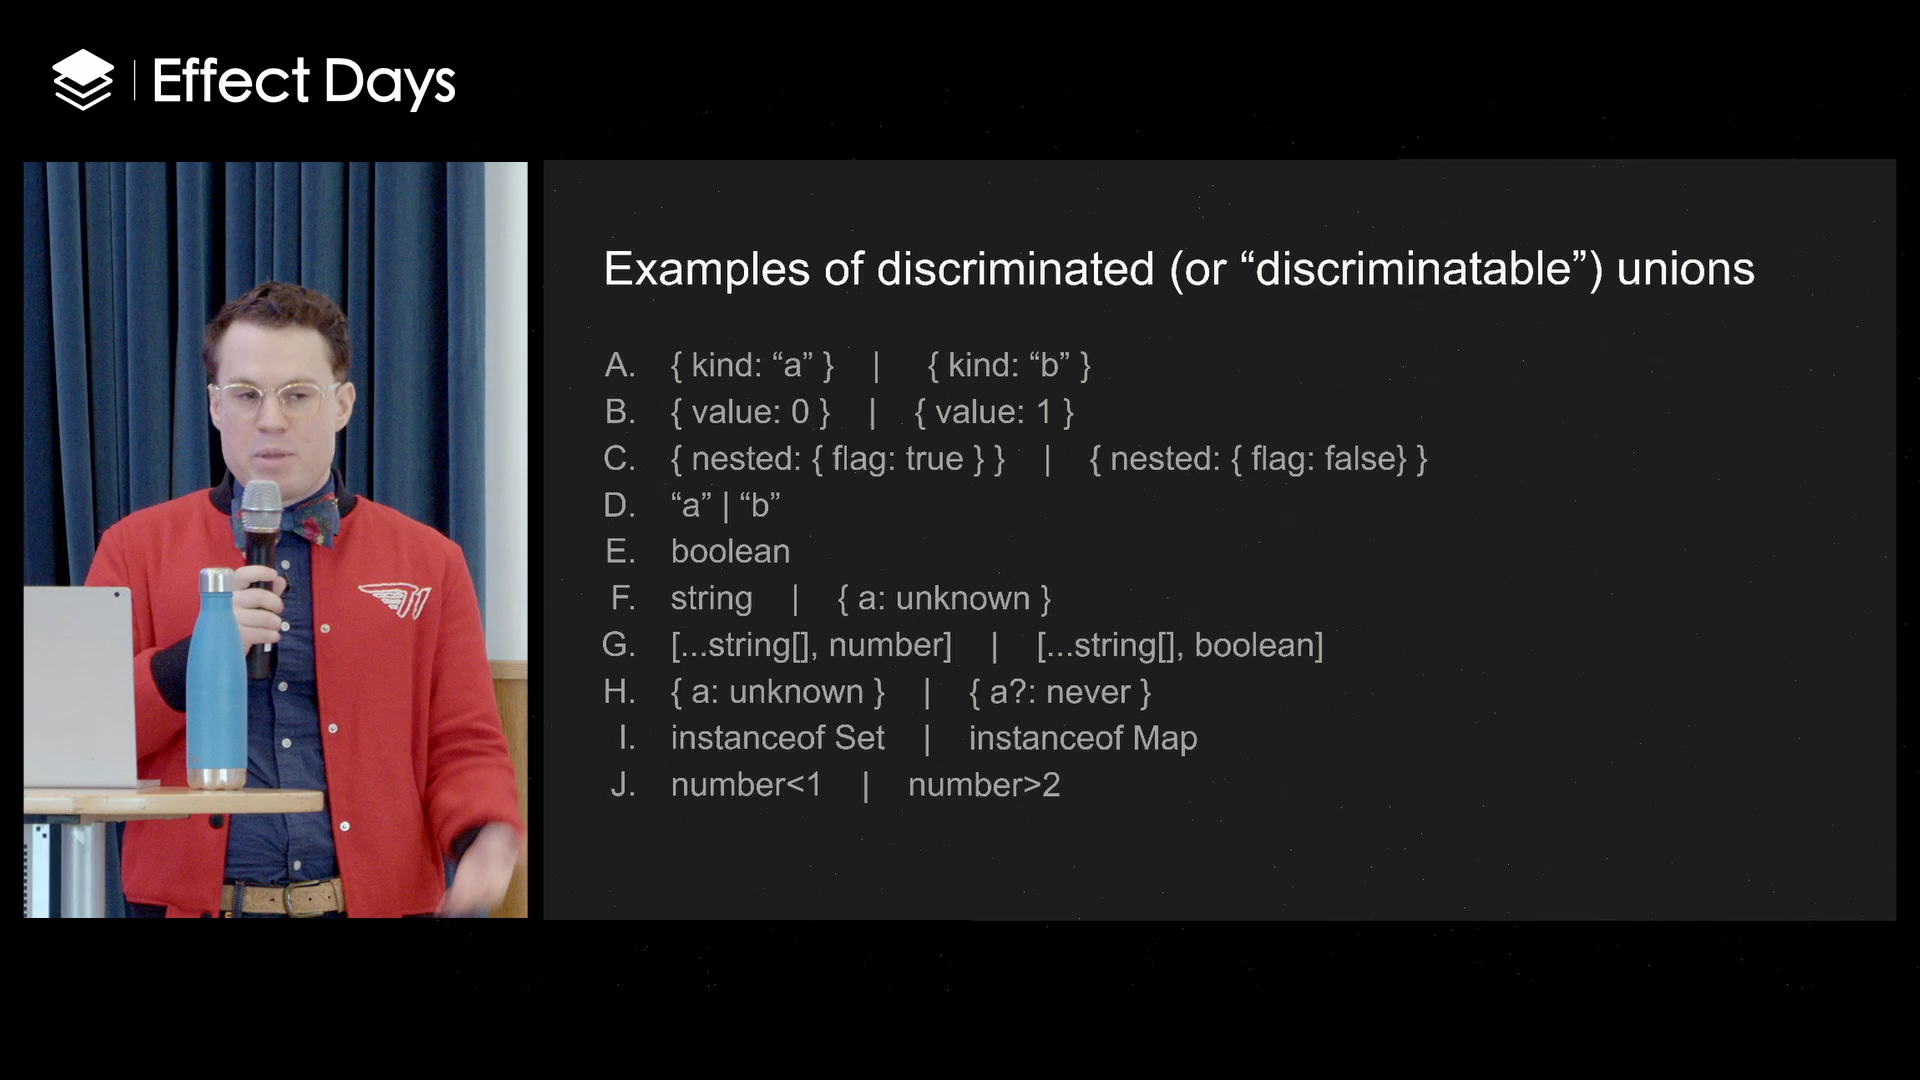 Effect Days
Examples of discriminated (or “discriminatable”) unions
A. { kind: “a” } | { kind: “b” }
B. { value: 0 } | { value: 1 }
C. { nested: { flag: true } } | { nested: { flag: false} }
D. “a” | “b”
E. boolean
F. string | { a: unknown }
G. [...string[], number] | [...string[], boolean]
H. { a: unknown } | { a?: never }
I. instanceof Set | instanceof Map
J. number<1 | number>2
T1